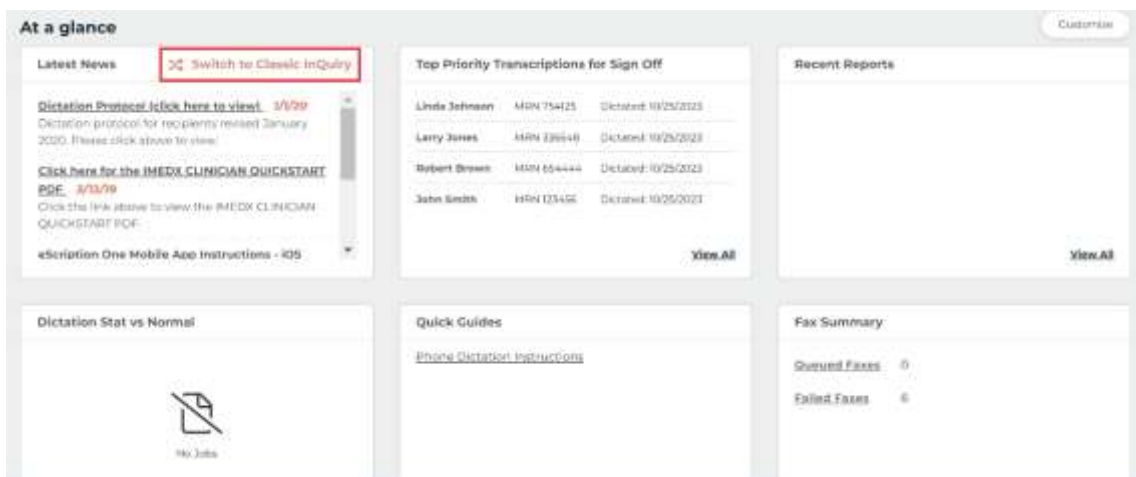 At a glance
Customize
Latest News
Switch to Classic InQuiry
Dictation Protocol (click here to view) 1/1/20
Dictation protocol for recipients revised January
2020. Please click above to view.
Click here for the IMEDX CLINICIAN QUICKSTART
PDF 3/13/19
Click the link above to view the IMEDX CLINICIAN
QUICKSTART PDF
eScription One Mobile App Instructions - iOS
Top Priority Transcriptions for Sign Off
Linda Johnson MRN 754125 Dictated: 10/25/2023
Larry Jones MRN Dictated: 10/25/2023
Robert Brown MRN 654444 Dictated: 10/25/2023
John Smith MRN 123456 Dictated: 10/25/2023
View All
Recent Reports
View All
Dictation Stat vs Normal
No Jobs
Quick Guides
Phone Dictation Instructions
Fax Summary
Queued Faxes 0
Failed Faxes 6